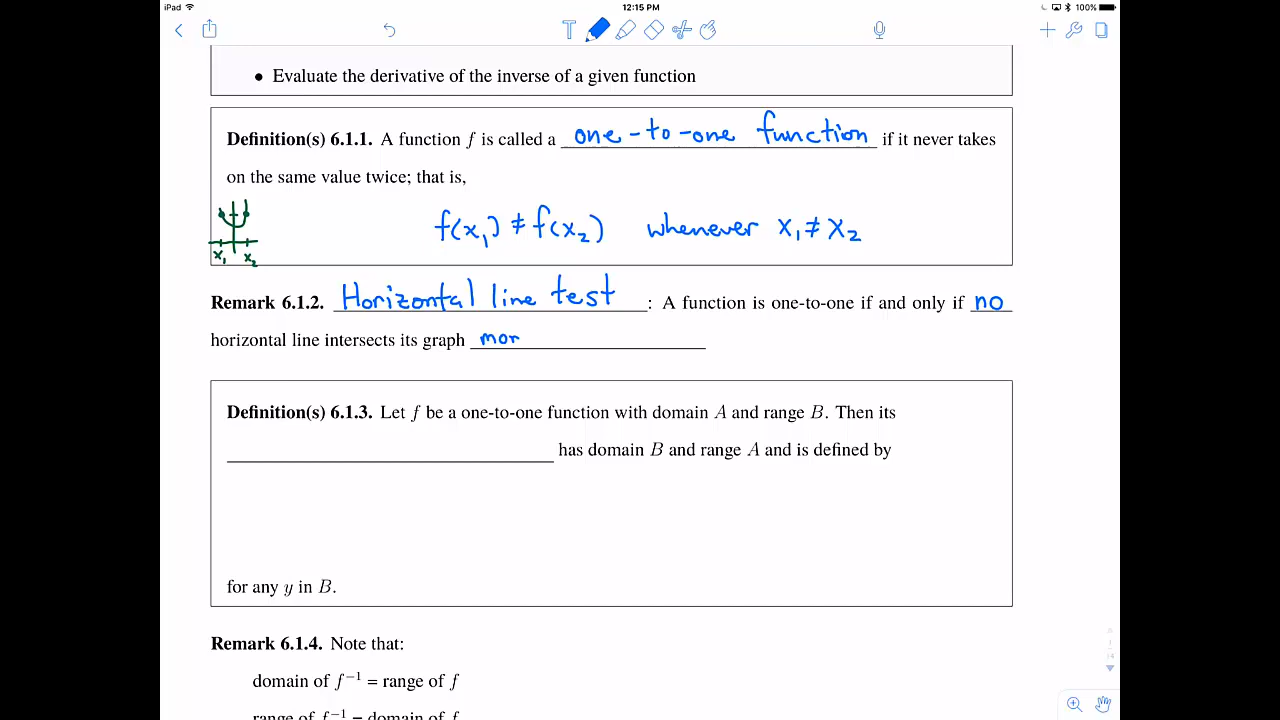 iPad 12:15 PM 100%
T
• Evaluate the derivative of the inverse of a given function
Definition(s) 6.1.1. A function f is called a one-to-one function if it never takes
on the same value twice; that is,
f(x₁) ≠ f(x₂) whenever x₁ ≠ x₂
x₁ x₂
Remark 6.1.2. Horizontal line test : A function is one-to-one if and only if no
horizontal line intersects its graph mor
Definition(s) 6.1.3. Let f be a one-to-one function with domain A and range B. Then its
has domain B and range A and is defined by
for any y in B.
Remark 6.1.4. Note that:
domain of f⁻¹ = range of f
range of f⁻¹ = domain of f